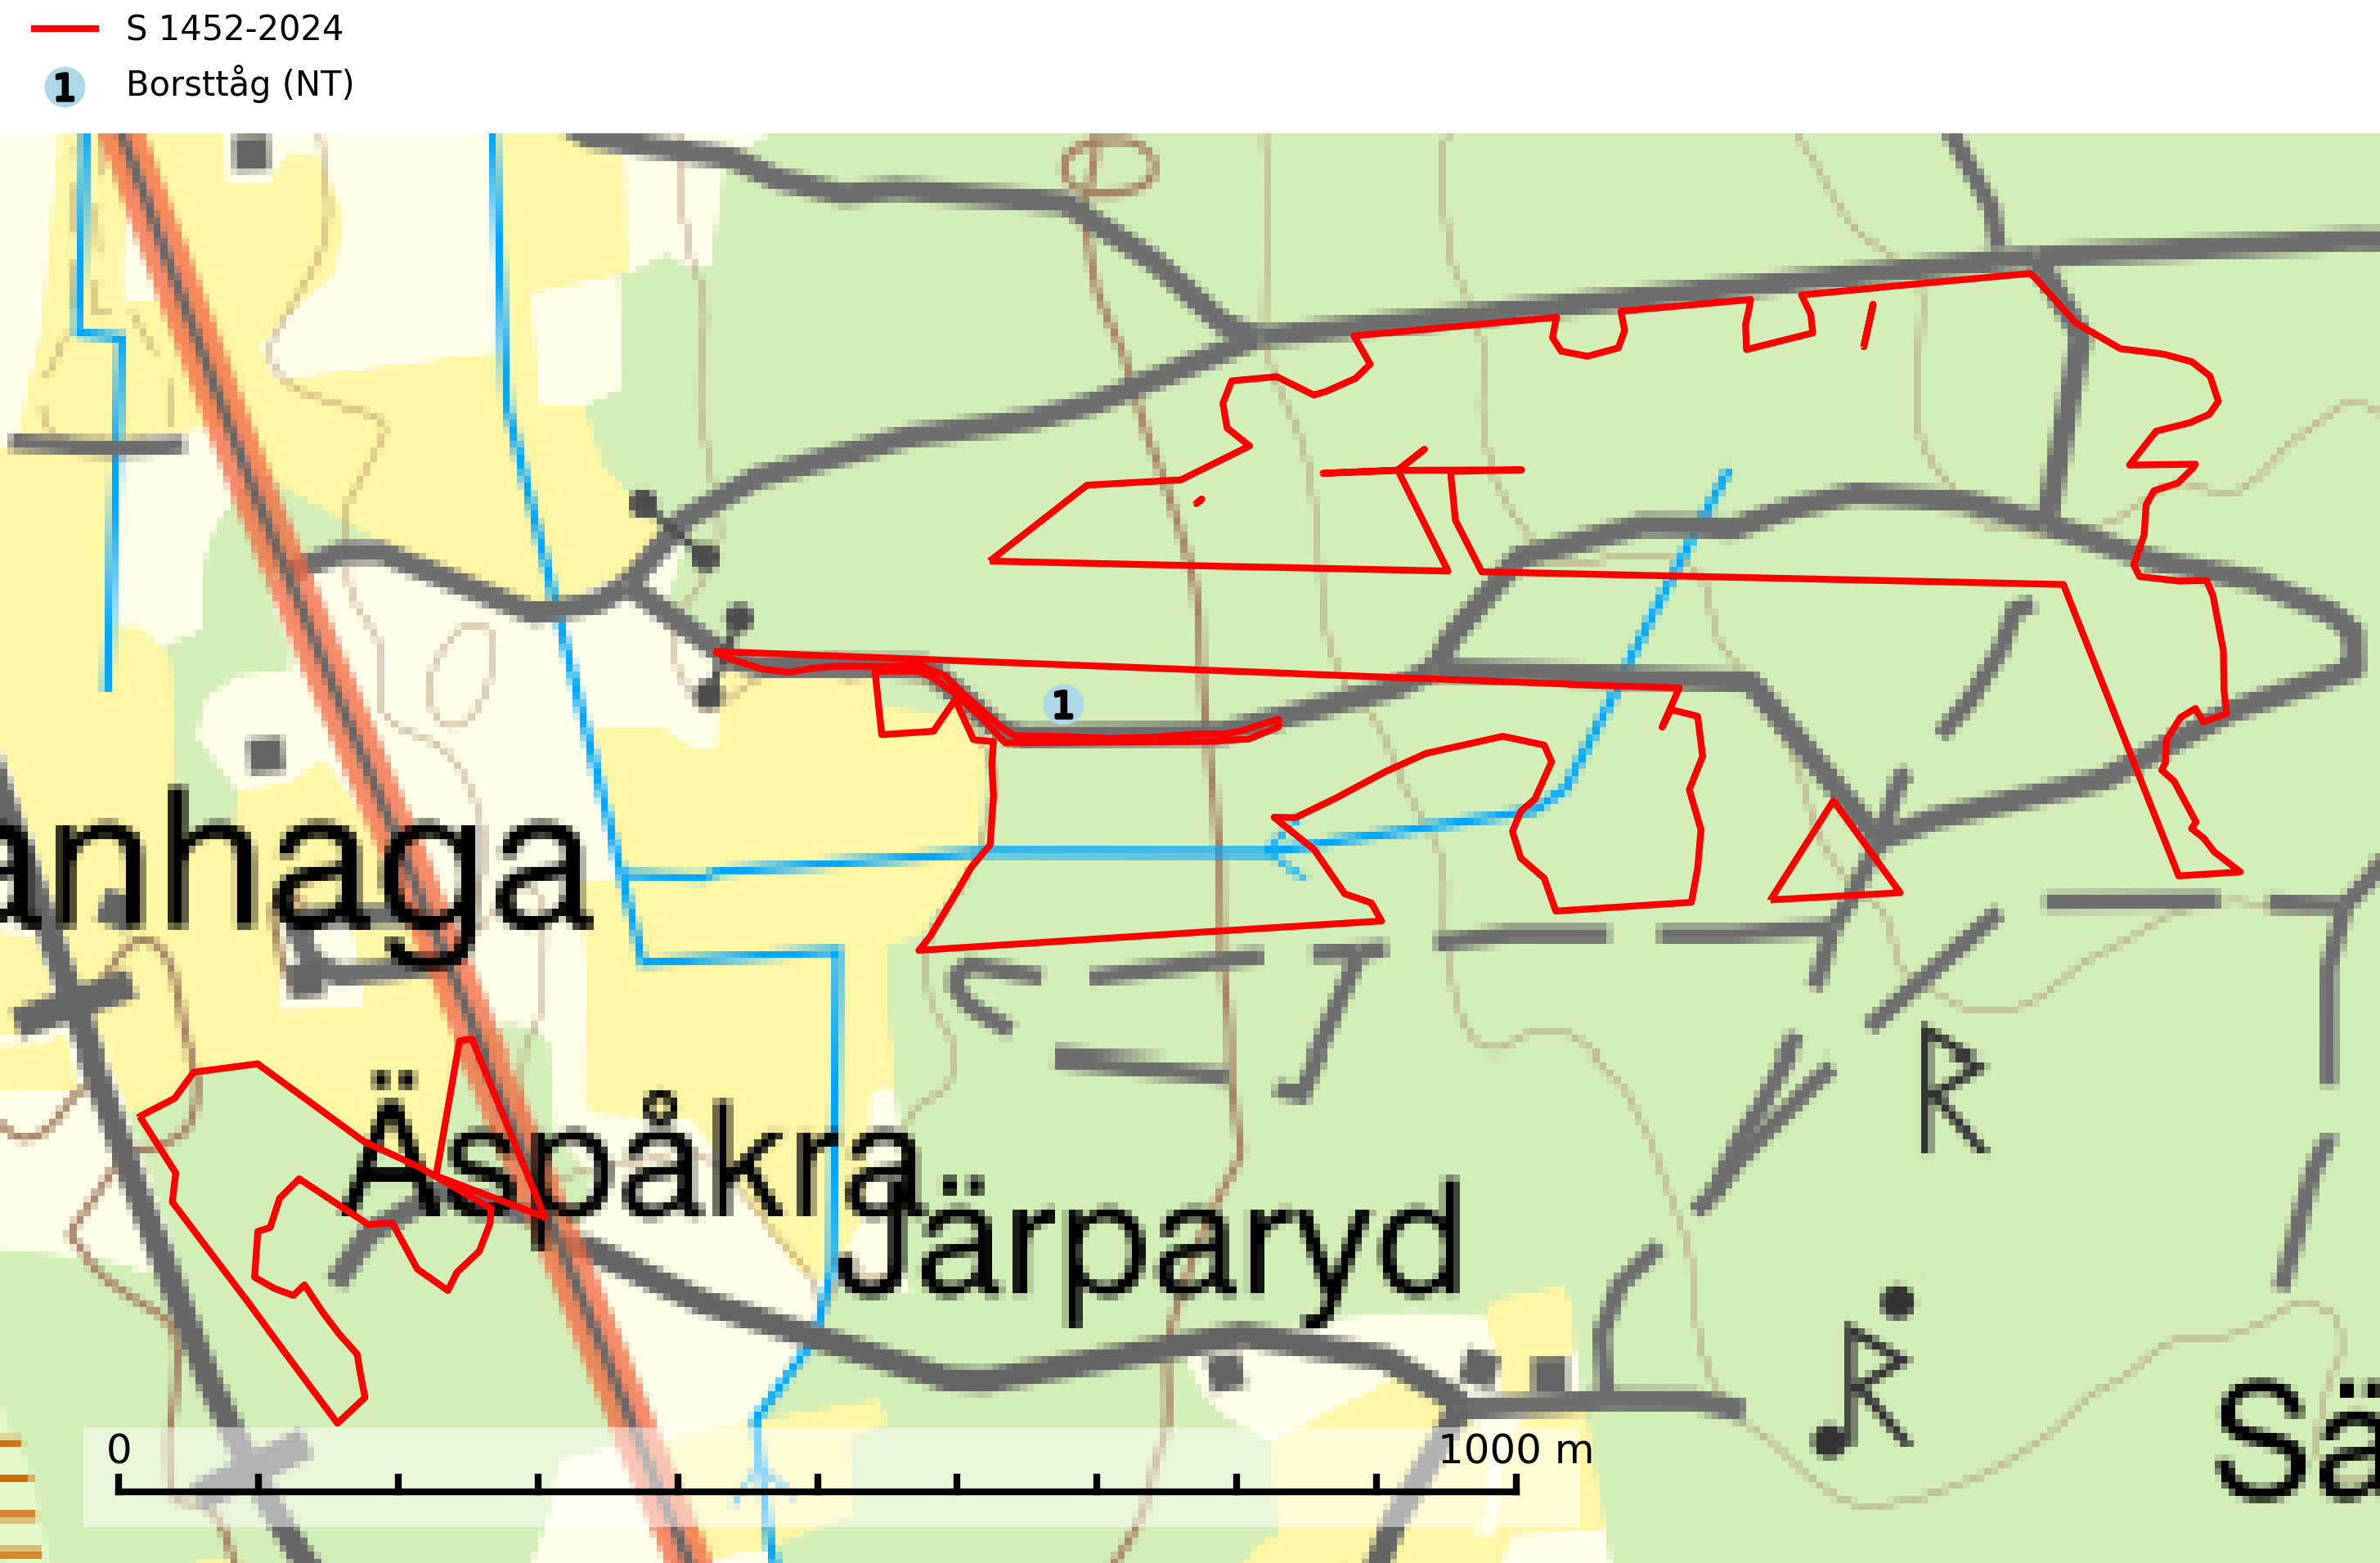 S 1452-2024
1 Borsttåg (NT)
1
anhaga
Äspåkra
Järparyd
R
R
Sä
0 1000 m